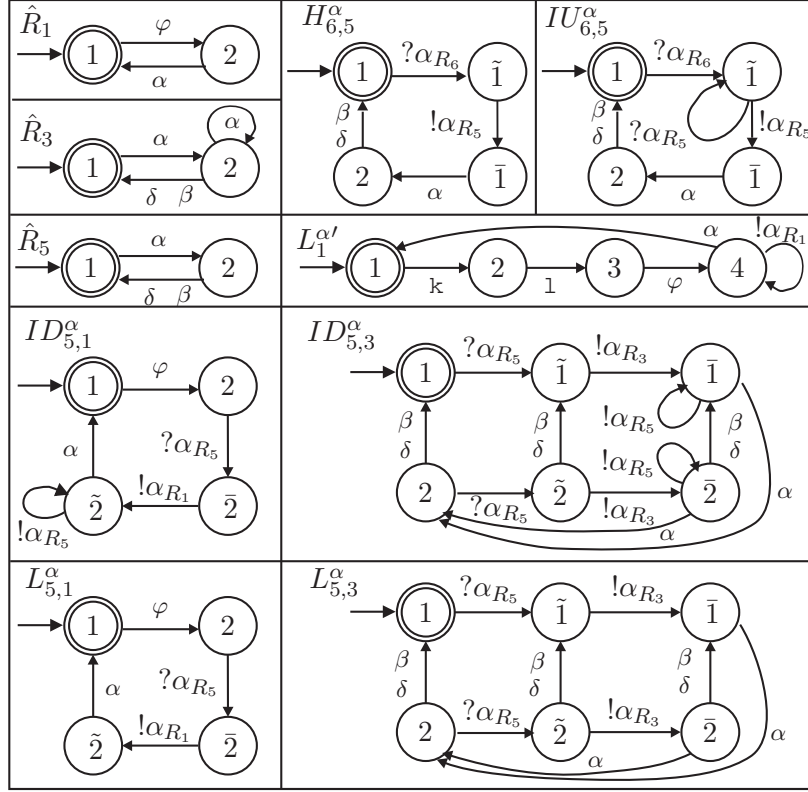 R̂₁
φ
1
2
α
R̂₃
α
α
1
2
δ β
R̂₅
α
1
2
δ β
H^α_{6,5}
?α_{R₆}
1
1̃
β
δ
!α_{R₅}
2
α
1̄
IU^α_{6,5}
?α_{R₆}
1
1̃
β
δ
?α_{R₅}
!α_{R₅}
2
α
1̄
L^{α′}_1
α
!α_{R₁}
1
2
3
4
k
l
φ
ID^α_{5,1}
φ
1
2
α
?α_{R₅}
!α_{R₁}
2̃
2̄
!α_{R₅}
ID^α_{5,3}
?α_{R₅}
!α_{R₃}
1
1̃
1̄
β
δ
β
δ
!α_{R₅}
β
δ
!α_{R₅}
α
2
2̃
2̄
?α_{R₅}
!α_{R₃}
α
L^α_{5,1}
φ
1
2
α
?α_{R₅}
!α_{R₁}
2̃
2̄
L^α_{5,3}
?α_{R₅}
!α_{R₃}
1
1̃
1̄
β
δ
β
δ
β
δ
?α_{R₅}
!α_{R₃}
2
2̃
2̄
α
α